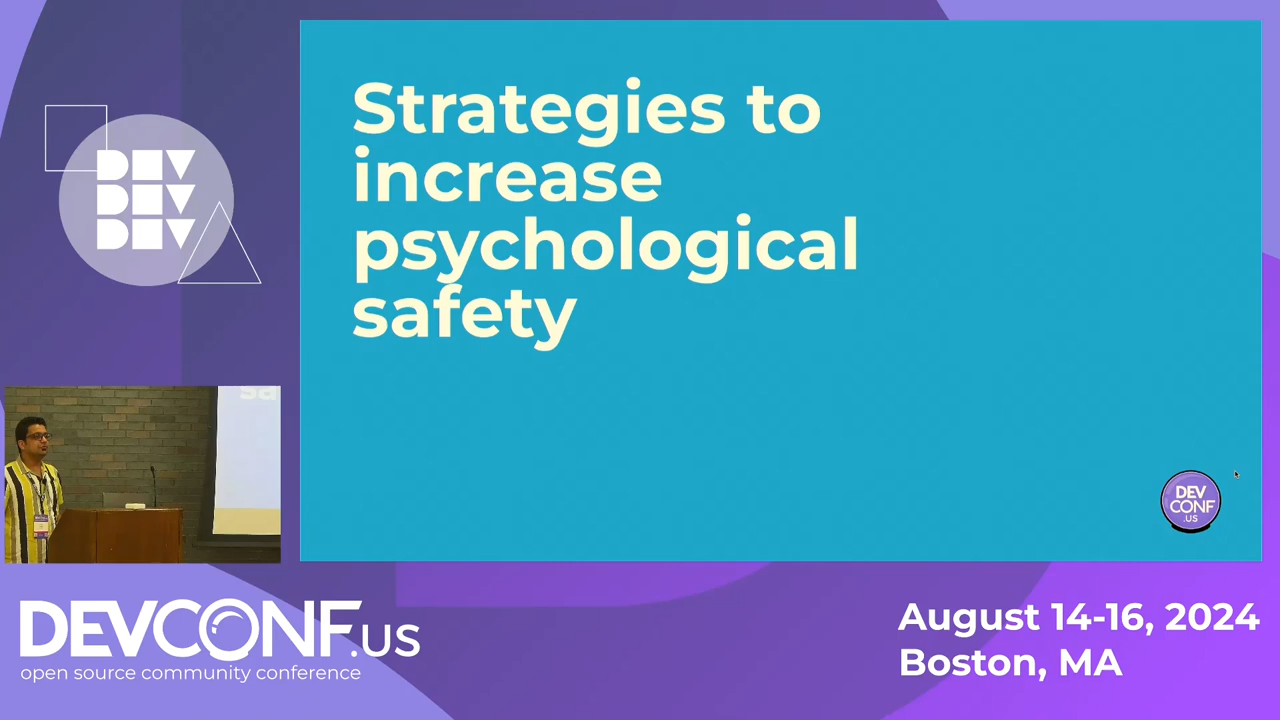 Strategies to
increase
psychological
safety
DEV
DEV
DEV
sa
DEV
CONF
.US
DEVCONF.US
open source community conference
August 14-16, 2024
Boston, MA